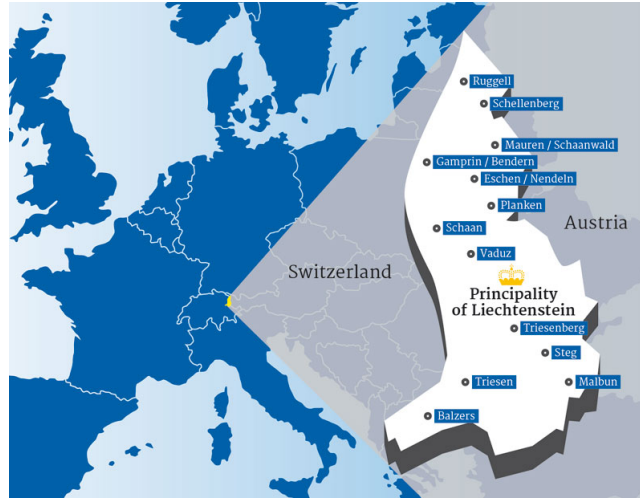 Ruggell
Schellenberg
Mauren / Schaanwald
Gamprin / Bendern
Eschen / Nendeln
Planken
Austria
Schaan
Vaduz
Switzerland
Principality
of Liechtenstein
Triesenberg
Steg
Triesen
Malbun
Balzers